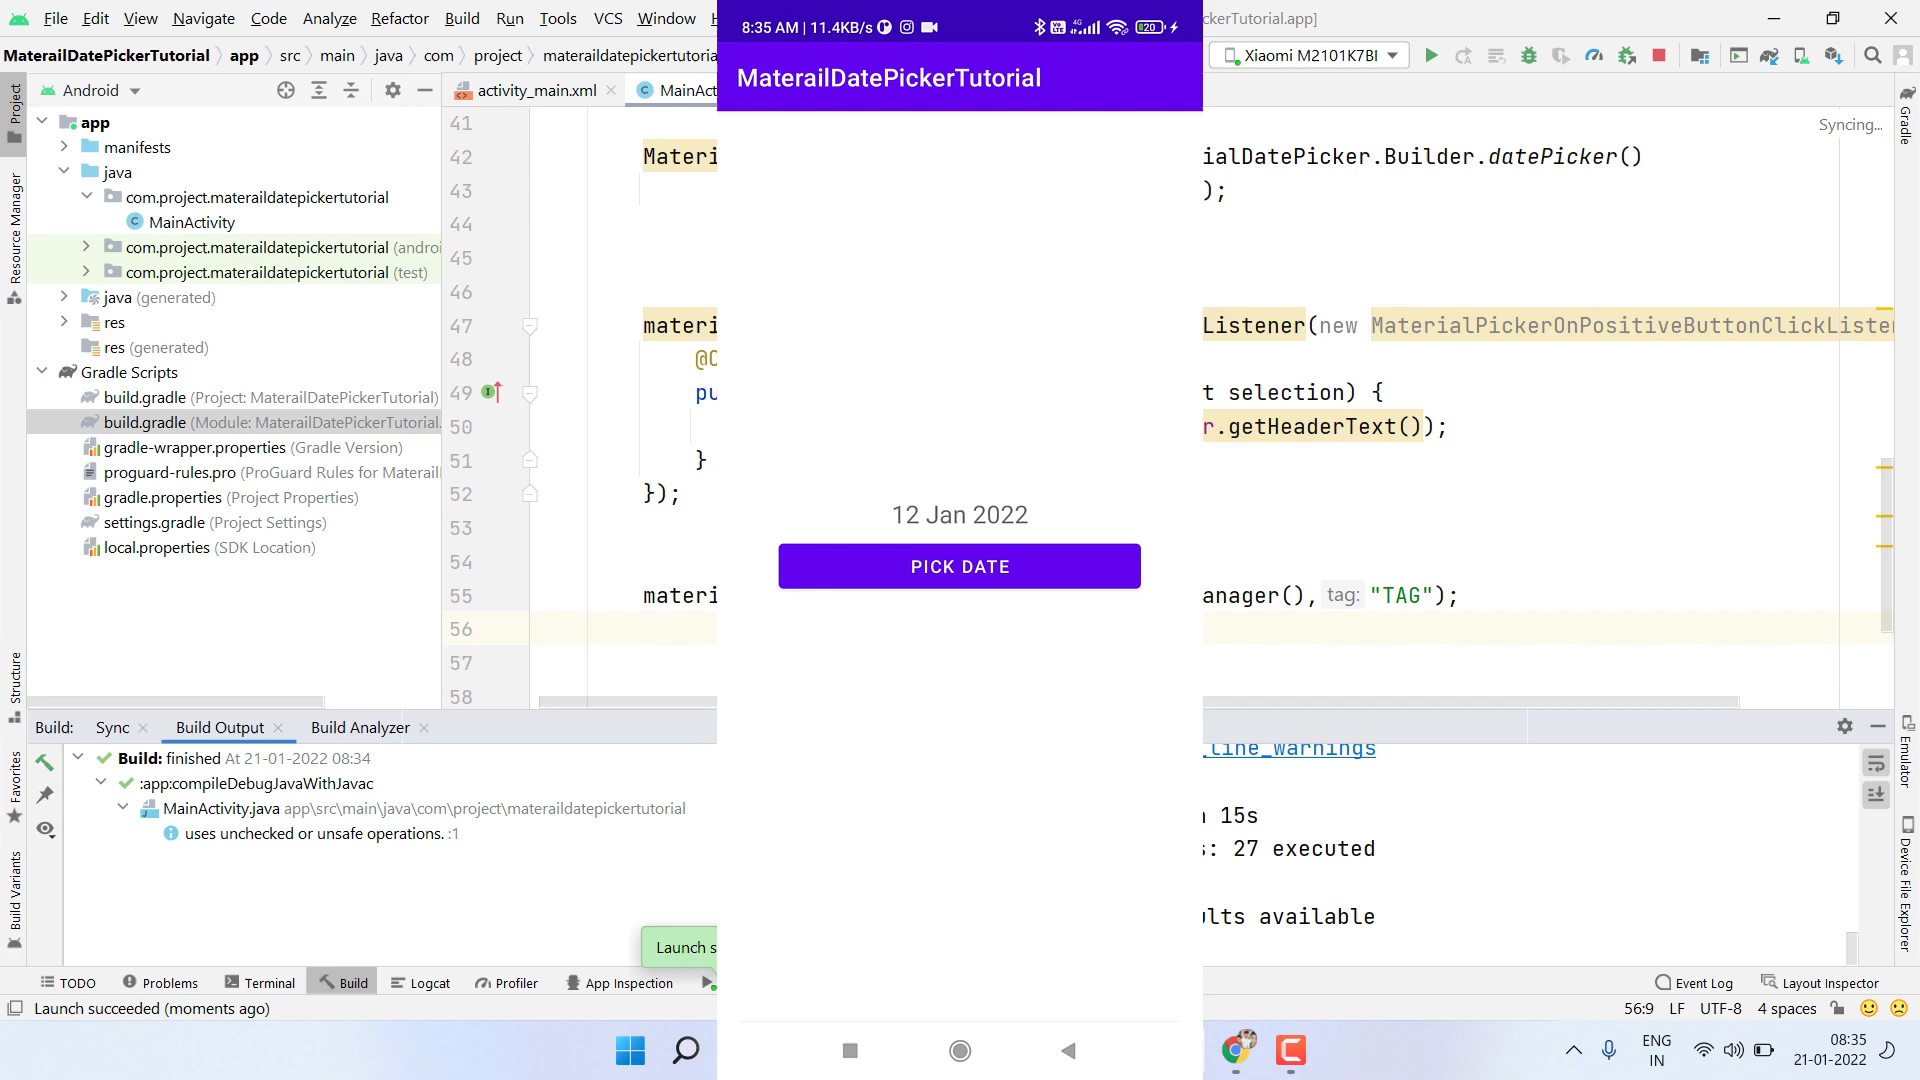 File Edit View Navigate Code Analyze Refactor Build Run Tools VCS Window
ckerTutorial.app]
MaterailDatePickerTutorial app src main java com project materaildatepickertutoria
Xiaomi M2101K7BI
Android
activity_main.xml
MainAct
app
manifests
java
com.project.materaildatepickertutorial
MainActivity
com.project.materaildatepickertutorial (androi
com.project.materaildatepickertutorial (test)
java (generated)
res
res (generated)
Gradle Scripts
build.gradle (Project: MaterailDatePickerTutorial)
build.gradle (Module: MaterailDatePickerTutorial.
gradle-wrapper.properties (Gradle Version)
proguard-rules.pro (ProGuard Rules for Materail
gradle.properties (Project Properties)
settings.gradle (Project Settings)
local.properties (SDK Location)
Project
Resource Manager
Structure
Favorites
Build Variants
41
42 Materi ialDatePicker.Builder.datePicker()
43 );
44
45
46
47 materi Listener(new MaterialPickerOnPositiveButtonClickListe
48 @O
49 pu t selection) {
50 r.getHeaderText());
51 }
52 });
53
54
55 materi anager(), tag: "TAG");
56
57
58
Syncing...
Gradle
Emulator
Device File Explorer
8:35 AM | 11.4KB/s
4G
20
MaterailDatePickerTutorial
12 Jan 2022
PICK DATE
Build: Sync Build Output Build Analyzer
Build: finished At 21-01-2022 08:34
:app:compileDebugJavaWithJavac
MainActivity.java app\src\main\java\com\project\materaildatepickertutorial
uses unchecked or unsafe operations. :1
_line_warnings
15s
s: 27 executed
ults available
Launch s
TODO Problems Terminal Build Logcat Profiler App Inspection
Event Log Layout Inspector
Launch succeeded (moments ago)
56:9 LF UTF-8 4 spaces
ENG
IN
08:35
21-01-2022